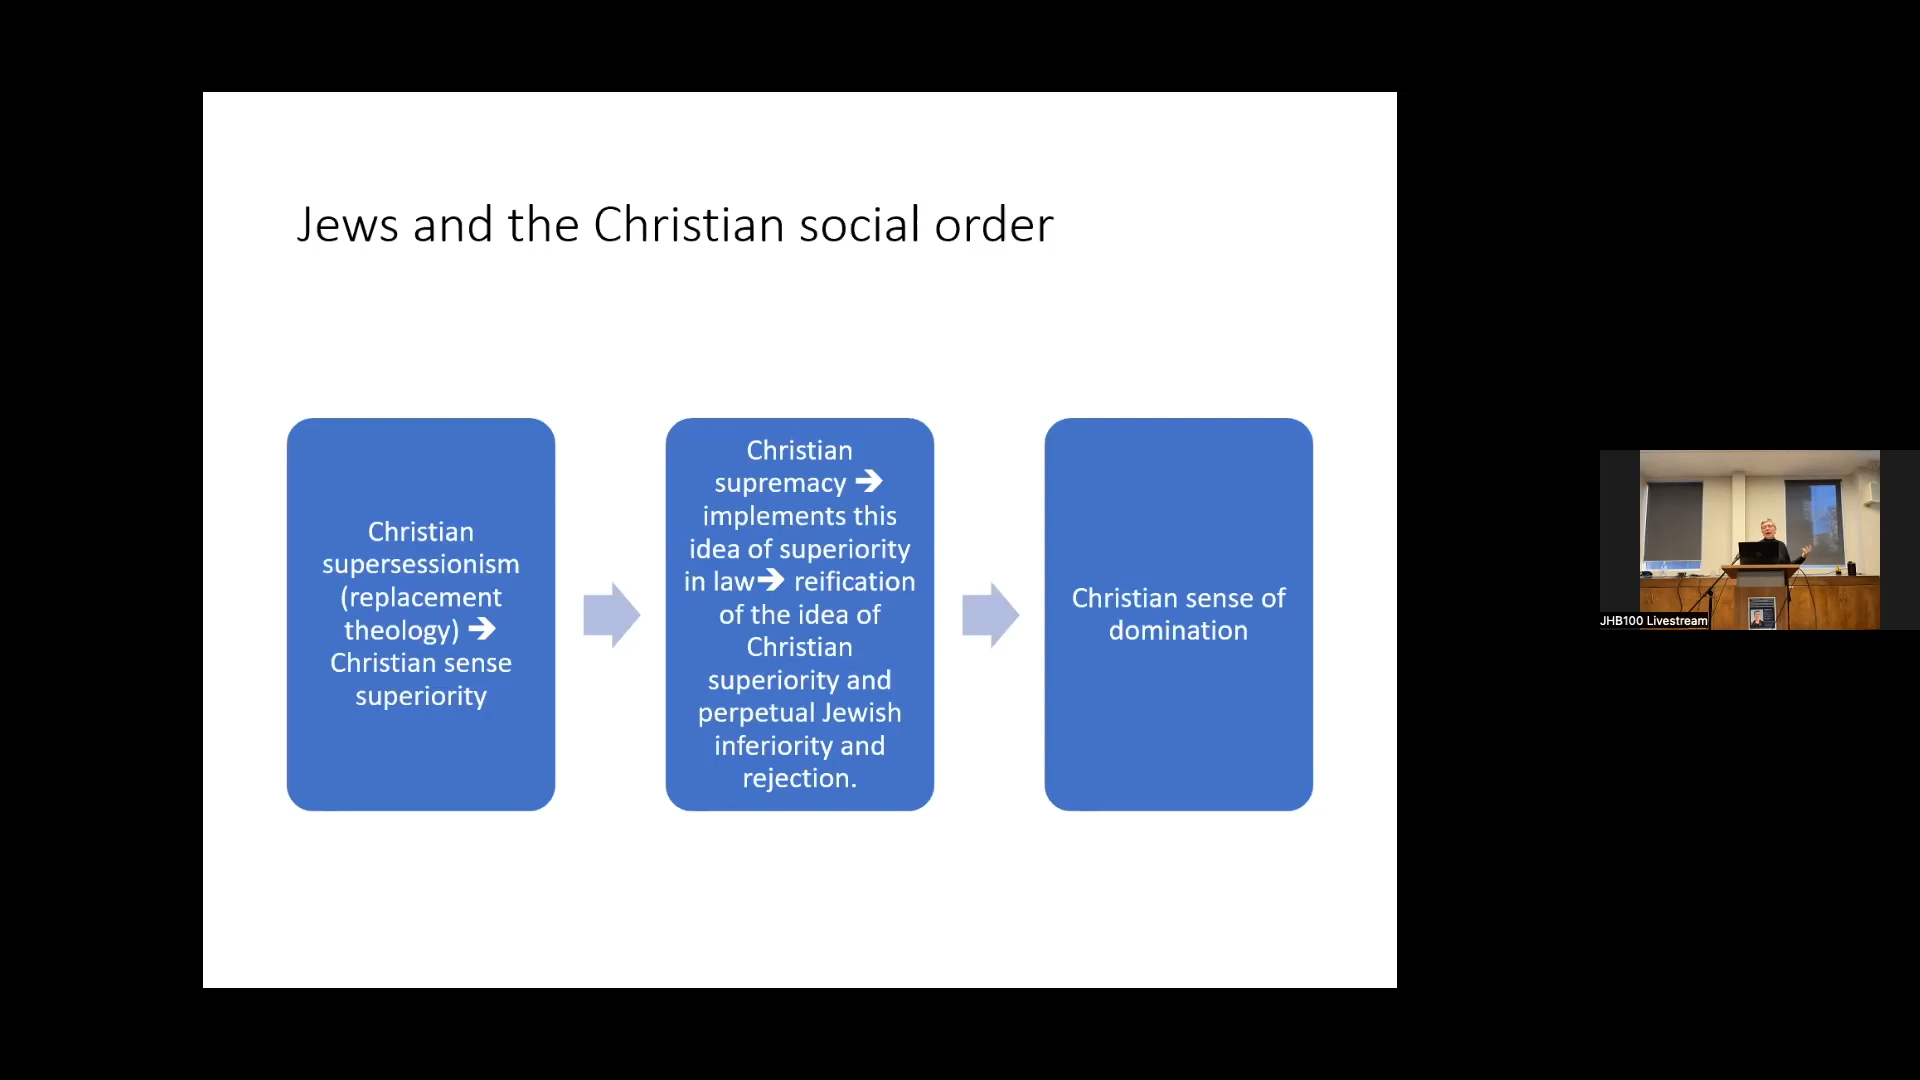 Jews and the Christian social order
Christian
supersessionism
(replacement
theology) ➔
Christian sense
superiority
Christian
supremacy ➔
implements this
idea of superiority
in law➔ reification
of the idea of
Christian
superiority and
perpetual Jewish
inferiority and
rejection.
Christian sense of
domination
JHB100 Livestream